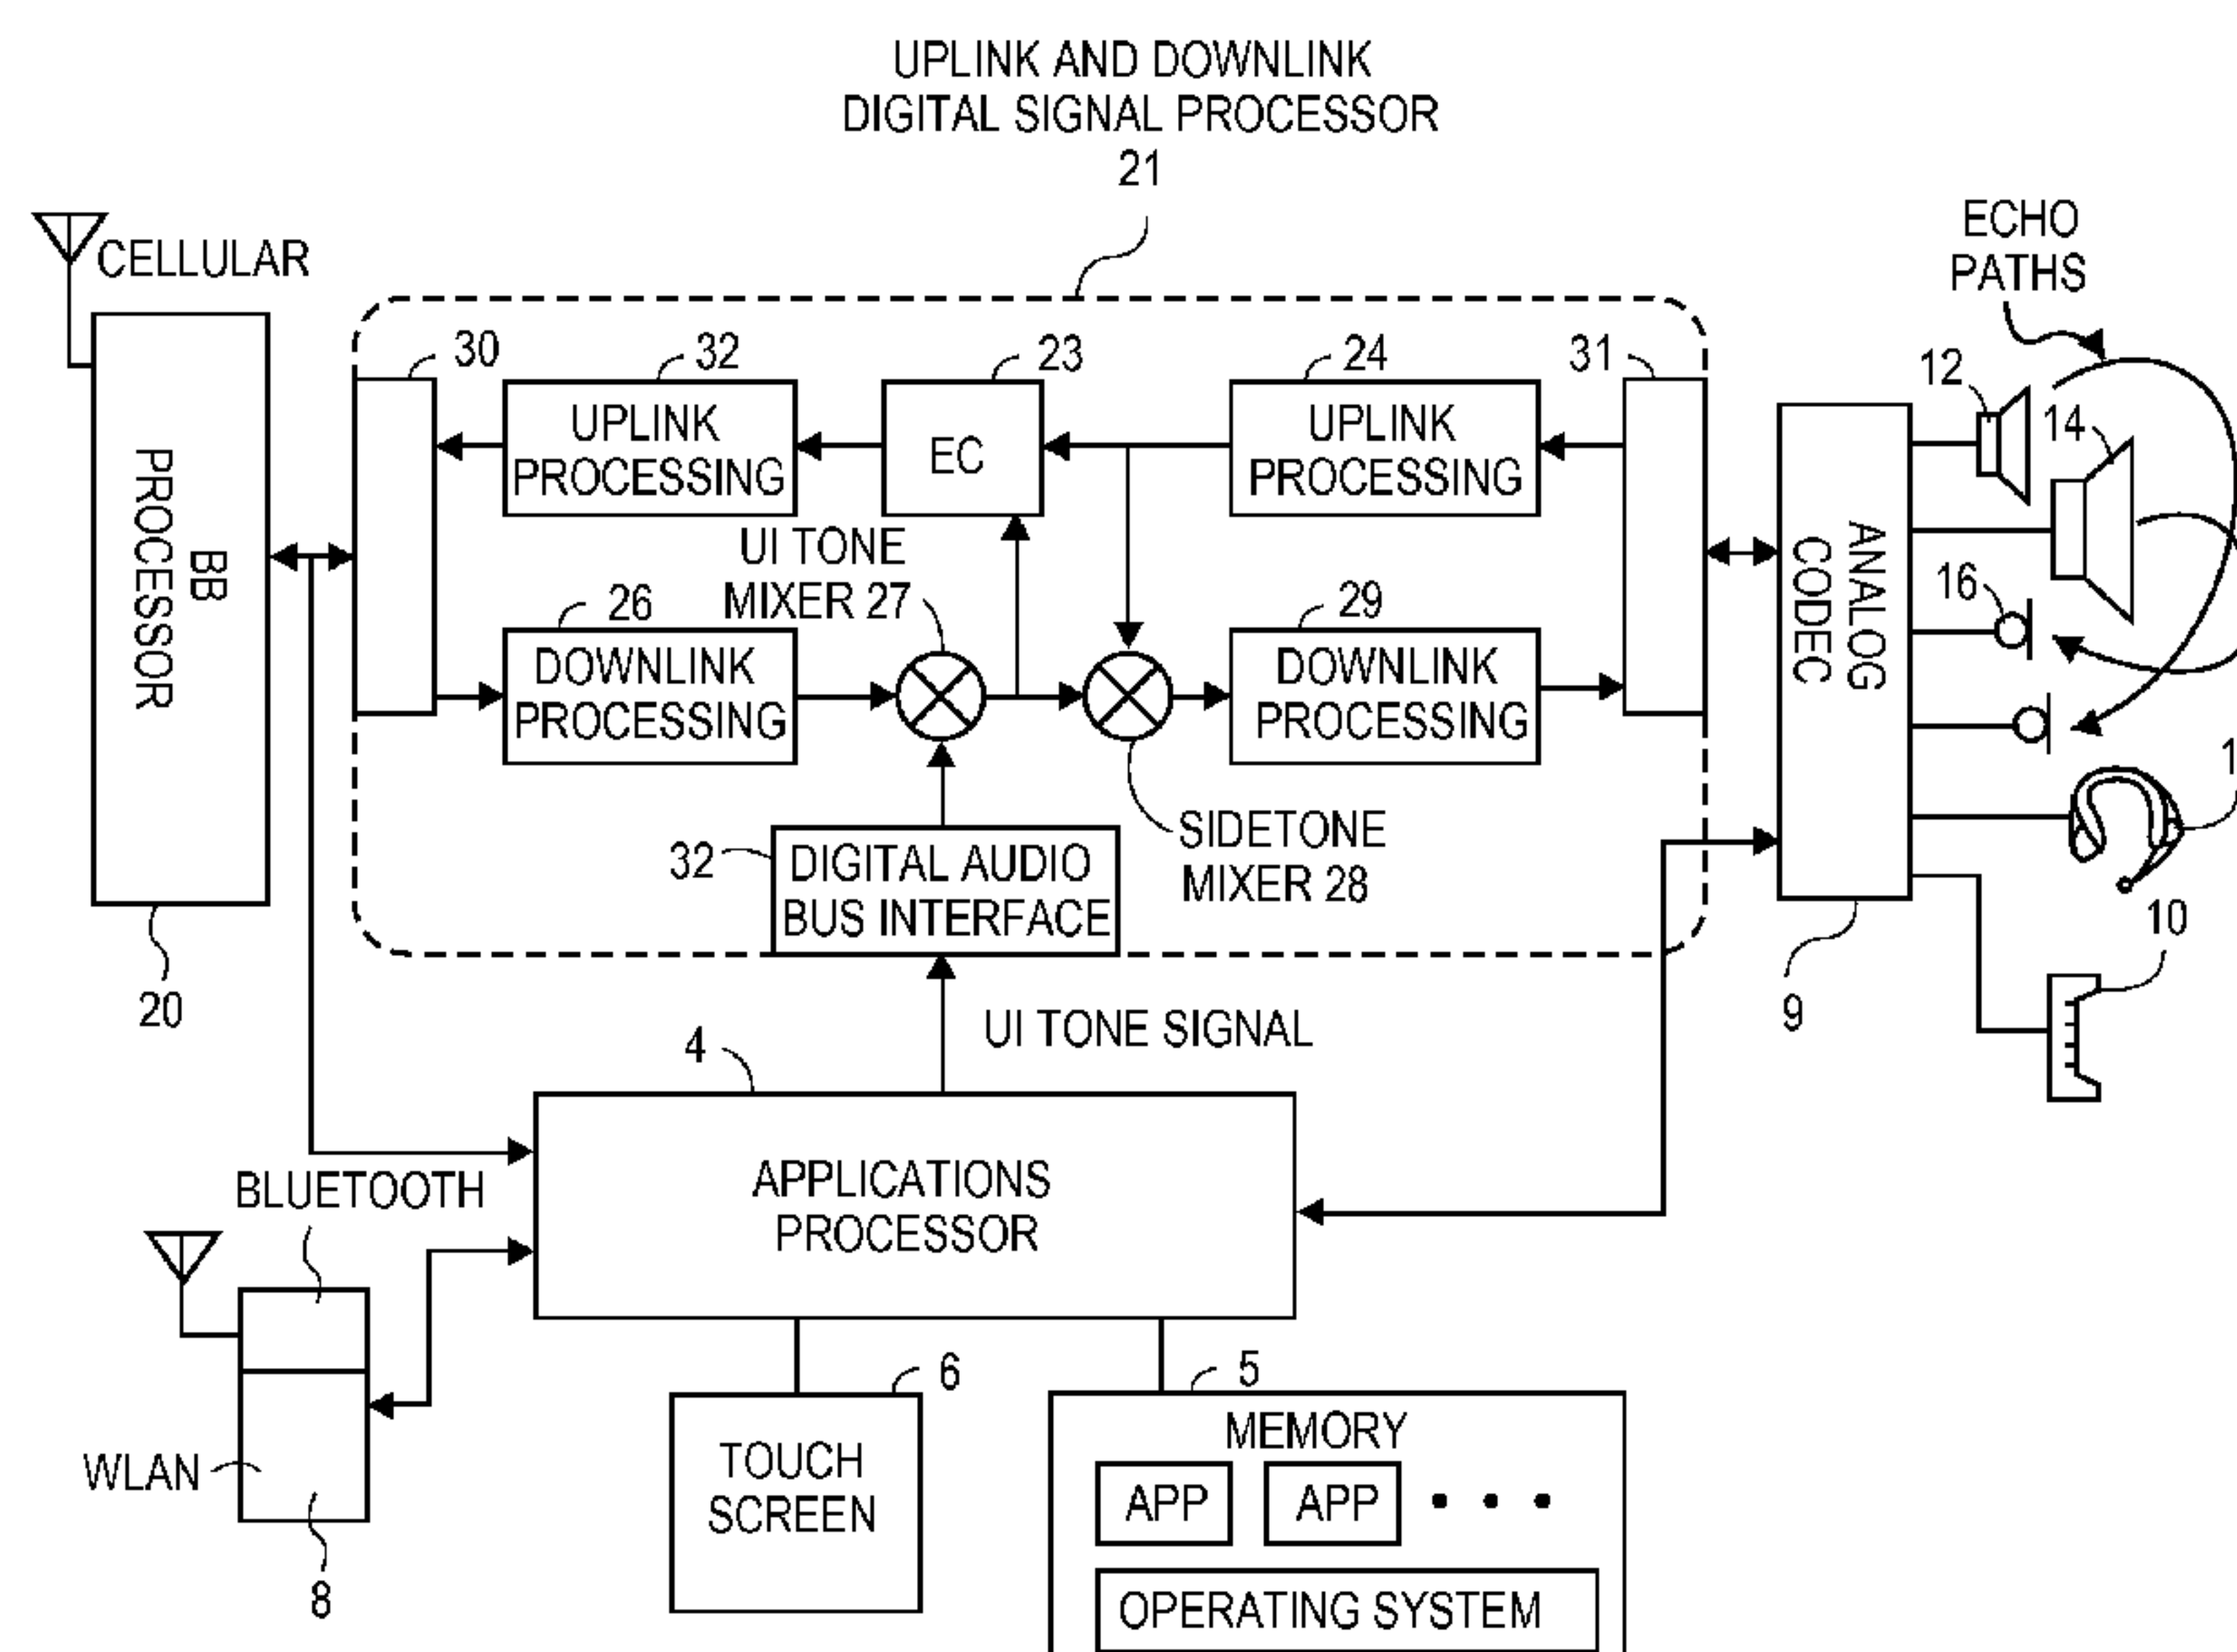 UPLINK AND DOWNLINK
DIGITAL SIGNAL PROCESSOR
21
CELLULAR
ECHO
PATHS
30
32
23
24
31
12
14
UPLINK
PROCESSING
EC
UPLINK
PROCESSING
BB
PROCESSOR
ANALOG
CODEC
UI TONE
MIXER 27
26
29
16
DOWNLINK
PROCESSING
DOWNLINK
PROCESSING
1
32
DIGITAL AUDIO
BUS INTERFACE
SIDETONE
MIXER 28
10
20
9
4
UI TONE SIGNAL
APPLICATIONS
PROCESSOR
BLUETOOTH
6
5
TOUCH
SCREEN
MEMORY
APP
APP
• • •
WLAN
OPERATING SYSTEM
8